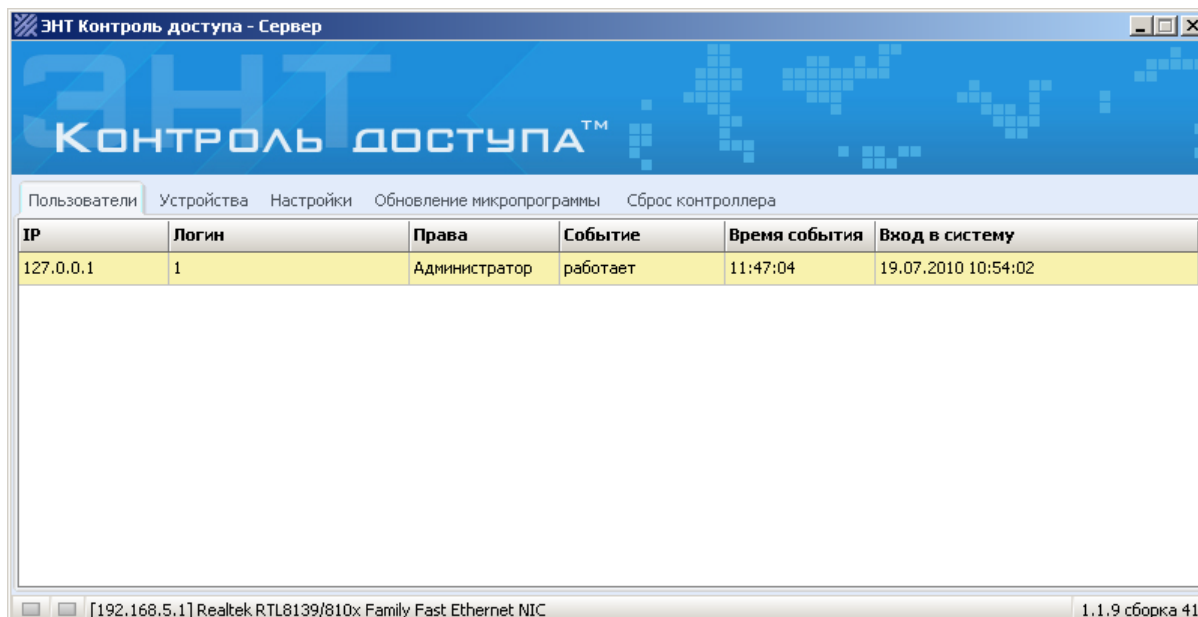 ЭНТ Контроль доступа - Сервер
ЭНТ
Контроль доступа™
Пользователи Устройства Настройки Обновление микропрограммы Сброс контроллера
IP Логин Права Событие Время события Вход в систему
127.0.0.1 1 Администратор работает 11:47:04 19.07.2010 10:54:02
[192.168.5.1] Realtek RTL8139/810x Family Fast Ethernet NIC 1.1.9 сборка 41